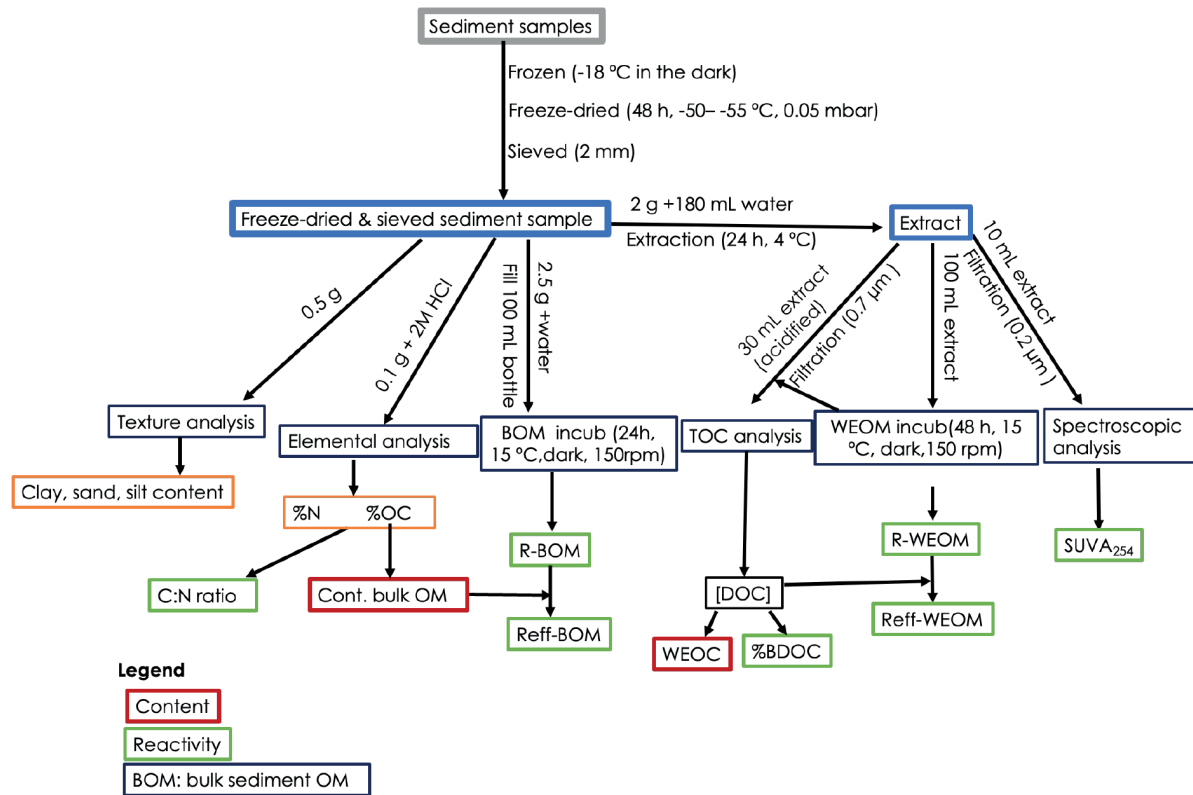 Sediment samples
Frozen (-18 ºC in the dark)
Freeze-dried (48 h, -50– -55 ºC, 0.05 mbar)
Sieved (2 mm)
Freeze-dried & sieved sediment sample
2 g +180 mL water
Extraction (24 h, 4 ºC)
Extract
0.5 g
0.1 g + 2M HCl
2.5 g +water
Fill 100 mL bottle
30 mL extract
(acidified)
Filtration (0.7 µm )
100 mL extract
10 mL extract
Filtration (0.2 µm )
Texture analysis
Elemental analysis
BOM incub (24h,
15 ºC,dark, 150rpm)
TOC analysis
WEOM incub(48 h, 15
ºC, dark,150 rpm)
Spectroscopic
analysis
Clay, sand, silt content
%N %OC
R-BOM
R-WEOM
SUVA₂₅₄
C:N ratio
Cont. bulk OM
[DOC]
Reff-BOM
Reff-WEOM
WEOC
%BDOC
Legend
Content
Reactivity
BOM: bulk sediment OM